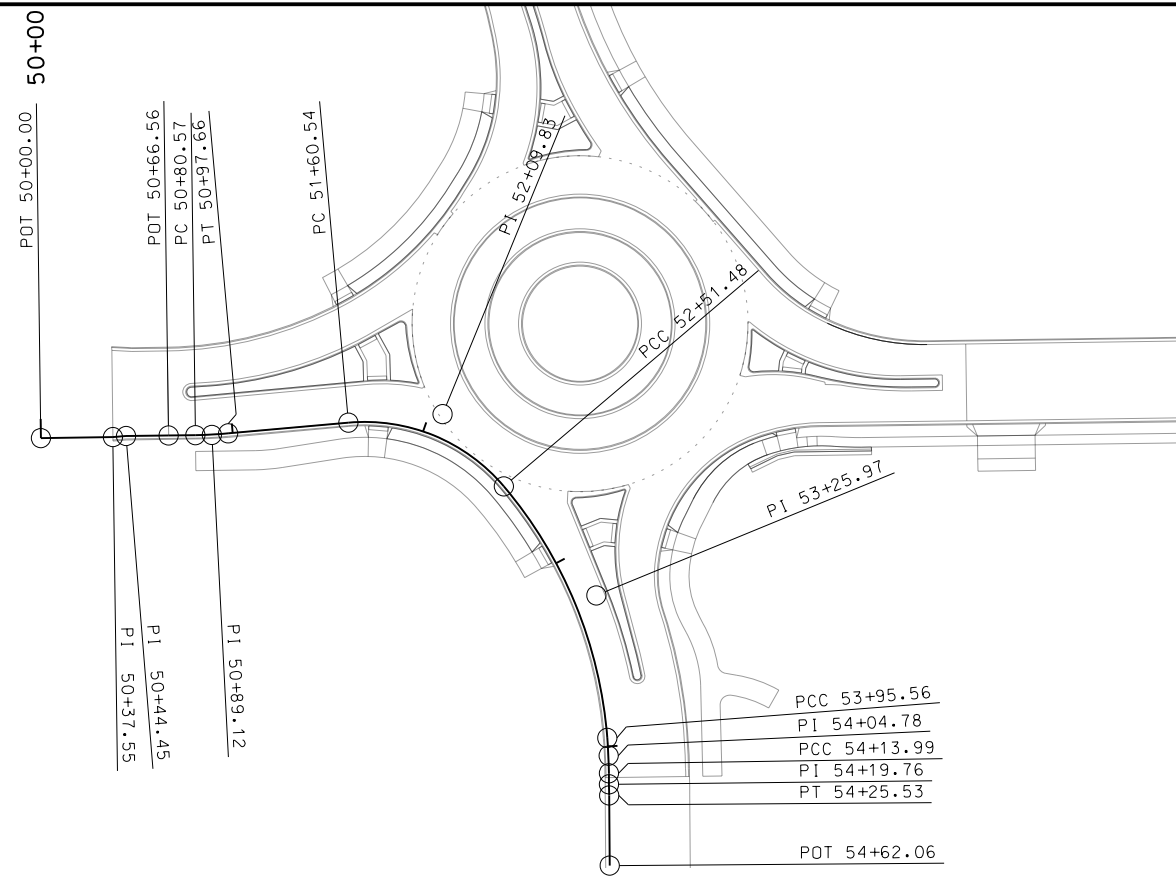 50+00
POT 50+00.00
POT 50+66.56
PC 50+80.57
PT 50+97.66
PC 51+60.54
PI 52+09.83
PCC 52+51.48
PI 53+25.97
PI 50+37.55
PI 50+44.45
PI 50+89.12
PCC 53+95.56
PI 54+04.78
PCC 54+13.99
PI 54+19.76
PT 54+25.53
POT 54+62.06